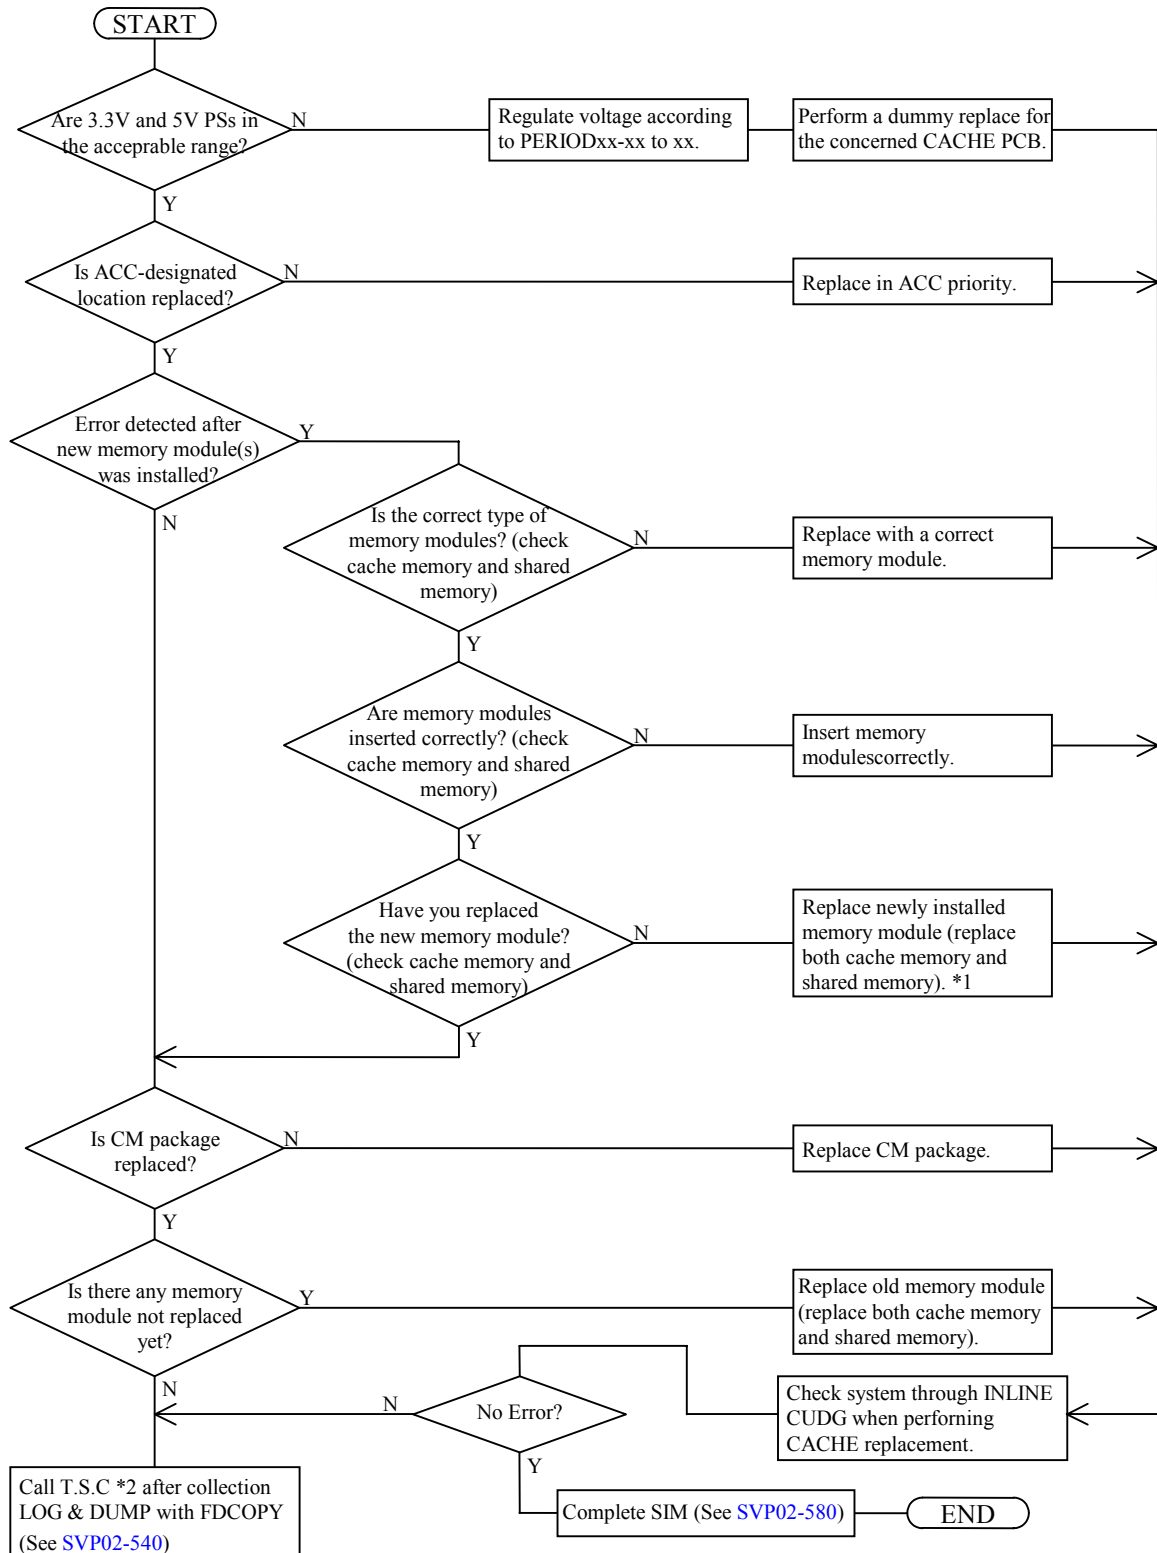 START
Are 3.3V and 5V PSs in
the acceprable range?
N
Regulate voltage according
to PERIODxx-xx to xx.
Perform a dummy replace for
the concerned CACHE PCB.
Y
Is ACC-designated
location replaced?
N
Replace in ACC priority.
Y
Error detected after
new memory module(s)
was installed?
Y
N
Is the correct type of
memory modules? (check
cache memory and shared
memory)
N
Replace with a correct
memory module.
Y
Are memory modules
inserted correctly? (check
cache memory and shared
memory)
N
Insert memory
modulescorrectly.
Y
Have you replaced
the new memory module?
(check cache memory and
shared memory)
N
Replace newly installed
memory module (replace
both cache memory and
shared memory). *1
Y
Is CM package
replaced?
N
Replace CM package.
Y
Is there any memory
module not replaced
yet?
Y
Replace old memory module
(replace both cache memory
and shared memory).
N
N
No Error?
Check system through INLINE
CUDG when perforning
CACHE replacement.
Y
Call T.S.C *2 after collection
LOG & DUMP with FDCOPY
(See SVP02-540)
Complete SIM (See SVP02-580)
END